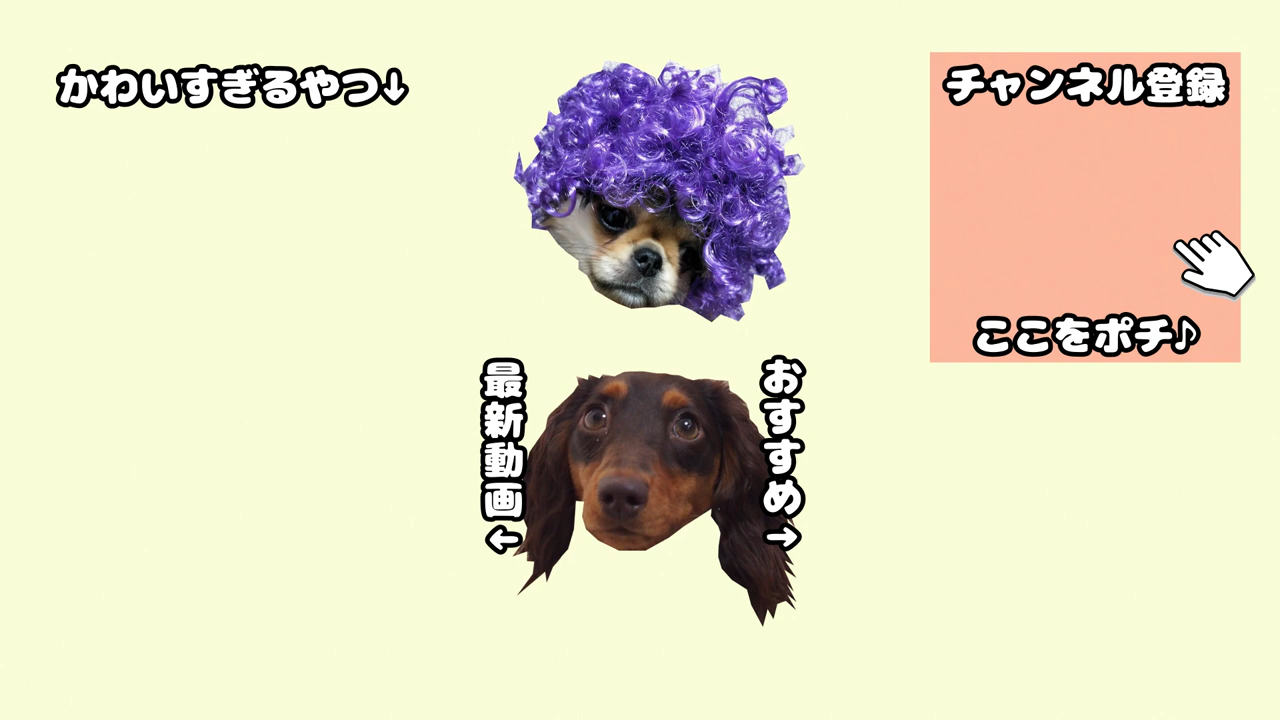 かわいすぎるやつ↓
チャンネル登録
ここをポチ♪
最新動画←
おすすめ→